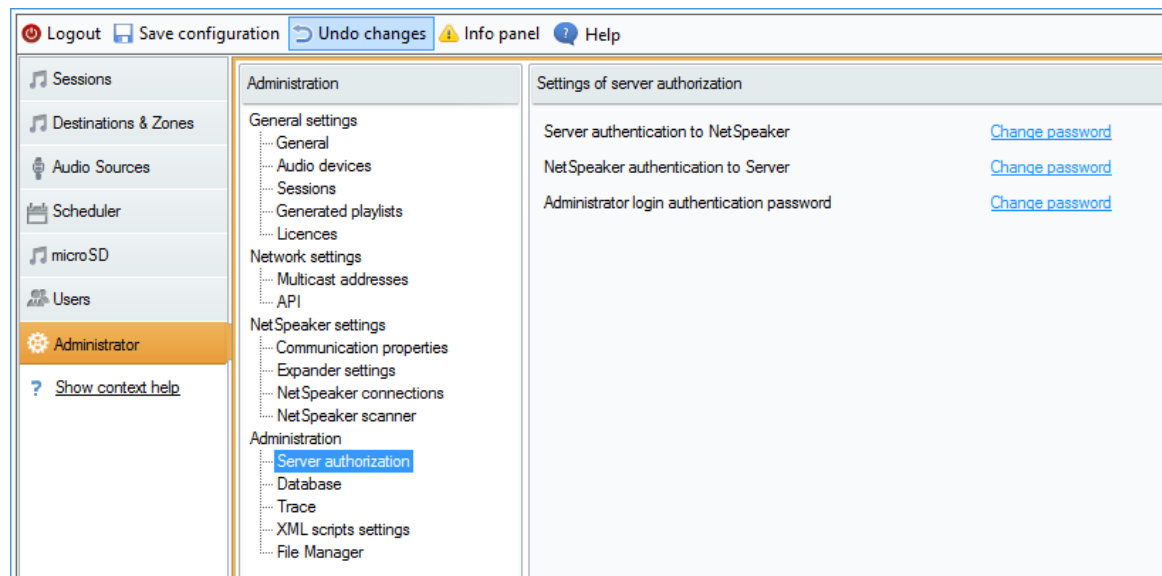 Logout Save configuration Undo changes Info panel Help
Sessions
Destinations & Zones
Audio Sources
Scheduler
microSD
Users
Administrator
? Show context help
Administration
General settings
General
Audio devices
Sessions
Generated playlists
Licences
Network settings
Multicast addresses
API
NetSpeaker settings
Communication properties
Expander settings
NetSpeaker connections
NetSpeaker scanner
Administration
Server authorization
Database
Trace
XML scripts settings
File Manager
Settings of server authorization
Server authentication to NetSpeaker Change password
NetSpeaker authentication to Server Change password
Administrator login authentication password Change password